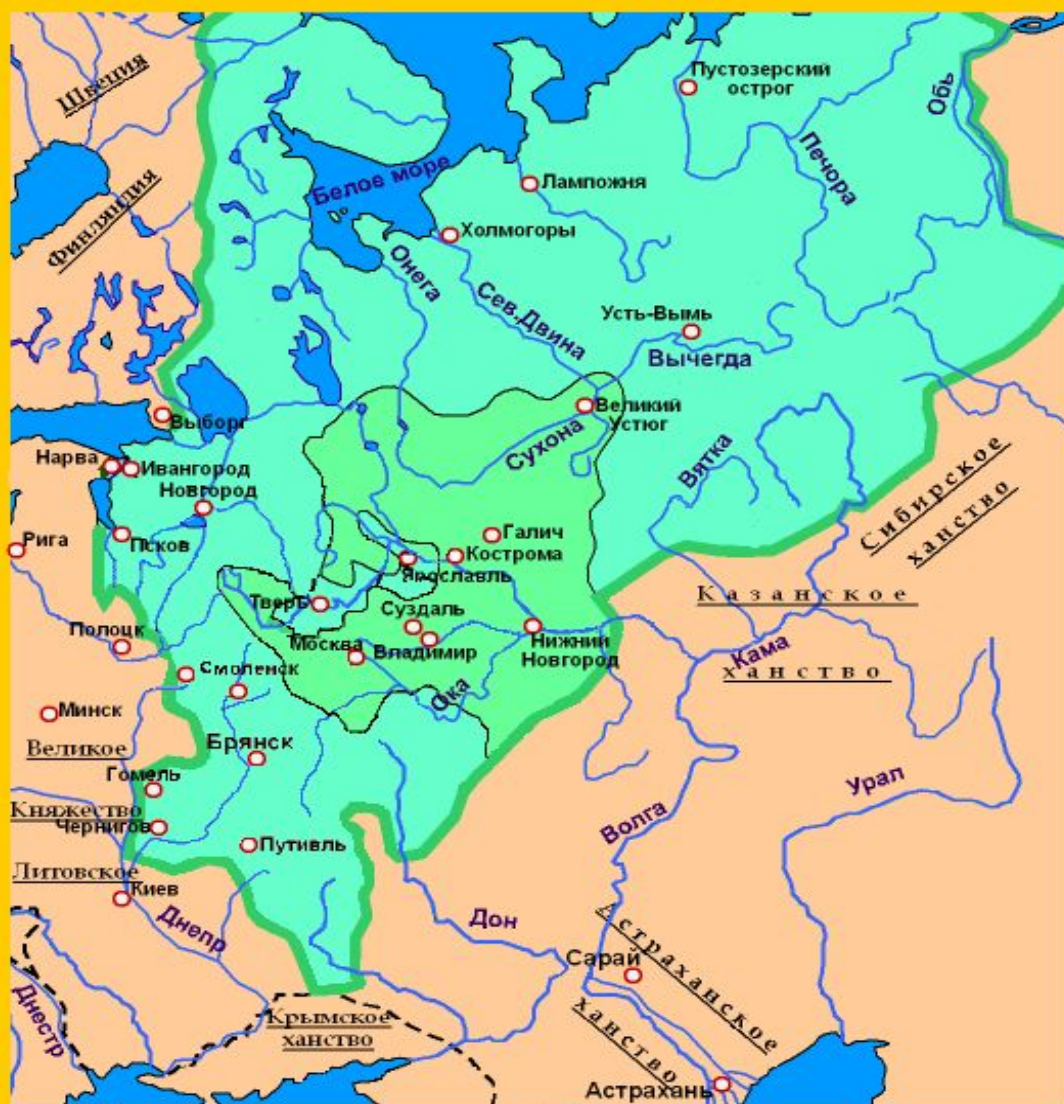 Швеция
Финляндия
Пустозерский
острог
Обь
Печора
Белое море
Лампожня
Холмогоры
Онега
Сев.Двина
Усть-Вымь
Вычегда
Великий
Устюг
Сухона
Выборг
Нарва
Ивангород
Новгород
Вятка
Сибирское
ханство
Рига
Псков
Галич
Кострома
Ярославль
Казанское
ханство
Тверь
Суздаль
Полоцк
Москва
Владимир
Нижний
Новгород
Кама
Смоленск
Ока
Минск
Великое
Брянск
Гомель
Княжество
Урал
Волга
Чернигов
Путивль
Литовское
Киев
Днепр
Дон
Астраханское
ханство
Сарай
Днестр
Крымское
ханство
Астрахань